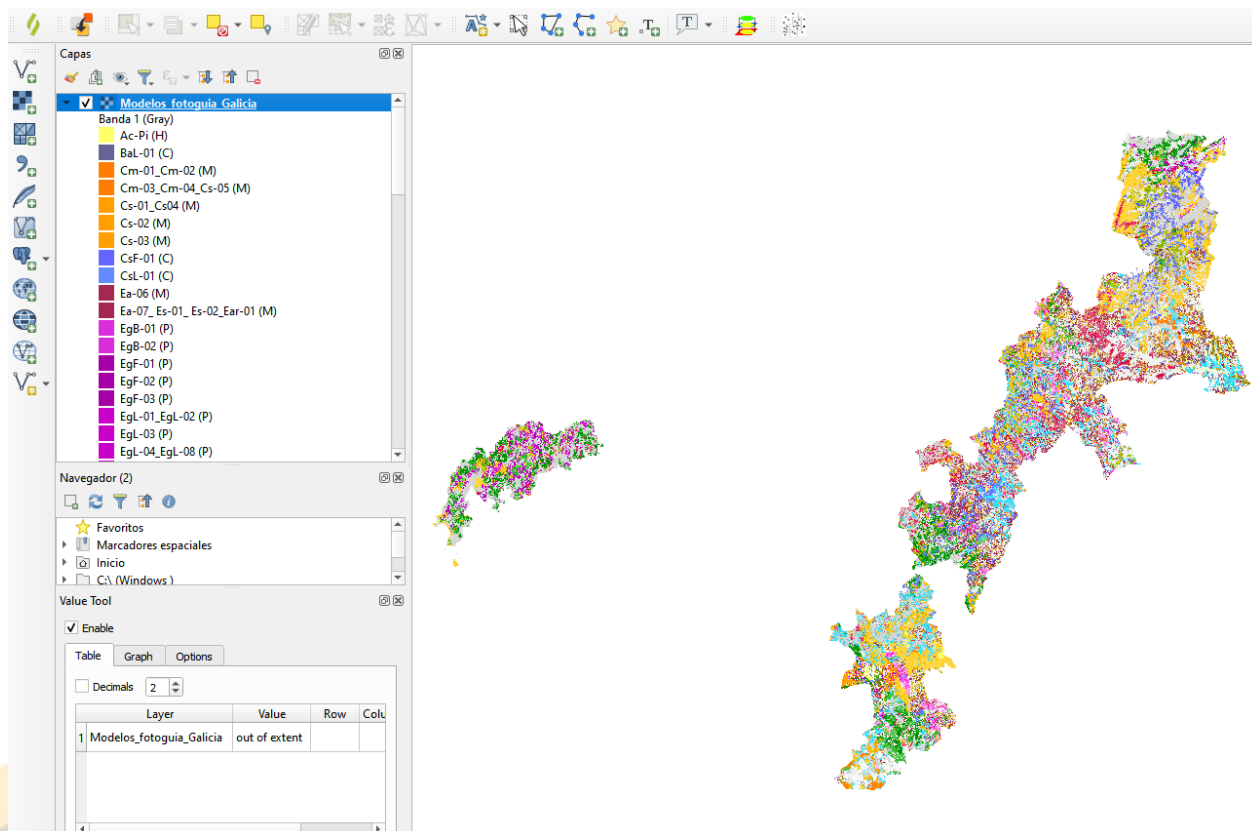 Capas
Modelos_fotoguia_Galicia
Banda 1 (Gray)
Ac-Pi (H)
BaL-01 (C)
Cm-01_Cm-02 (M)
Cm-03_Cm-04_Cs-05 (M)
Cs-01_Cs04 (M)
Cs-02 (M)
Cs-03 (M)
CsF-01 (C)
CsL-01 (C)
Ea-06 (M)
Ea-07_ Es-01_ Es-02_Ear-01 (M)
EgB-01 (P)
EgB-02 (P)
EgF-01 (P)
EgF-02 (P)
EgF-03 (P)
EgL-01_EgL-02 (P)
EgL-03 (P)
EgL-04_EgL-08 (P)
Navegador (2)
Favoritos
Marcadores espaciales
Inicio
C:\ (Windows )
Value Tool
Enable
Table Graph Options
Decimals 2
Layer Value Row Colu
1 Modelos_fotoguia_Galicia out of extent